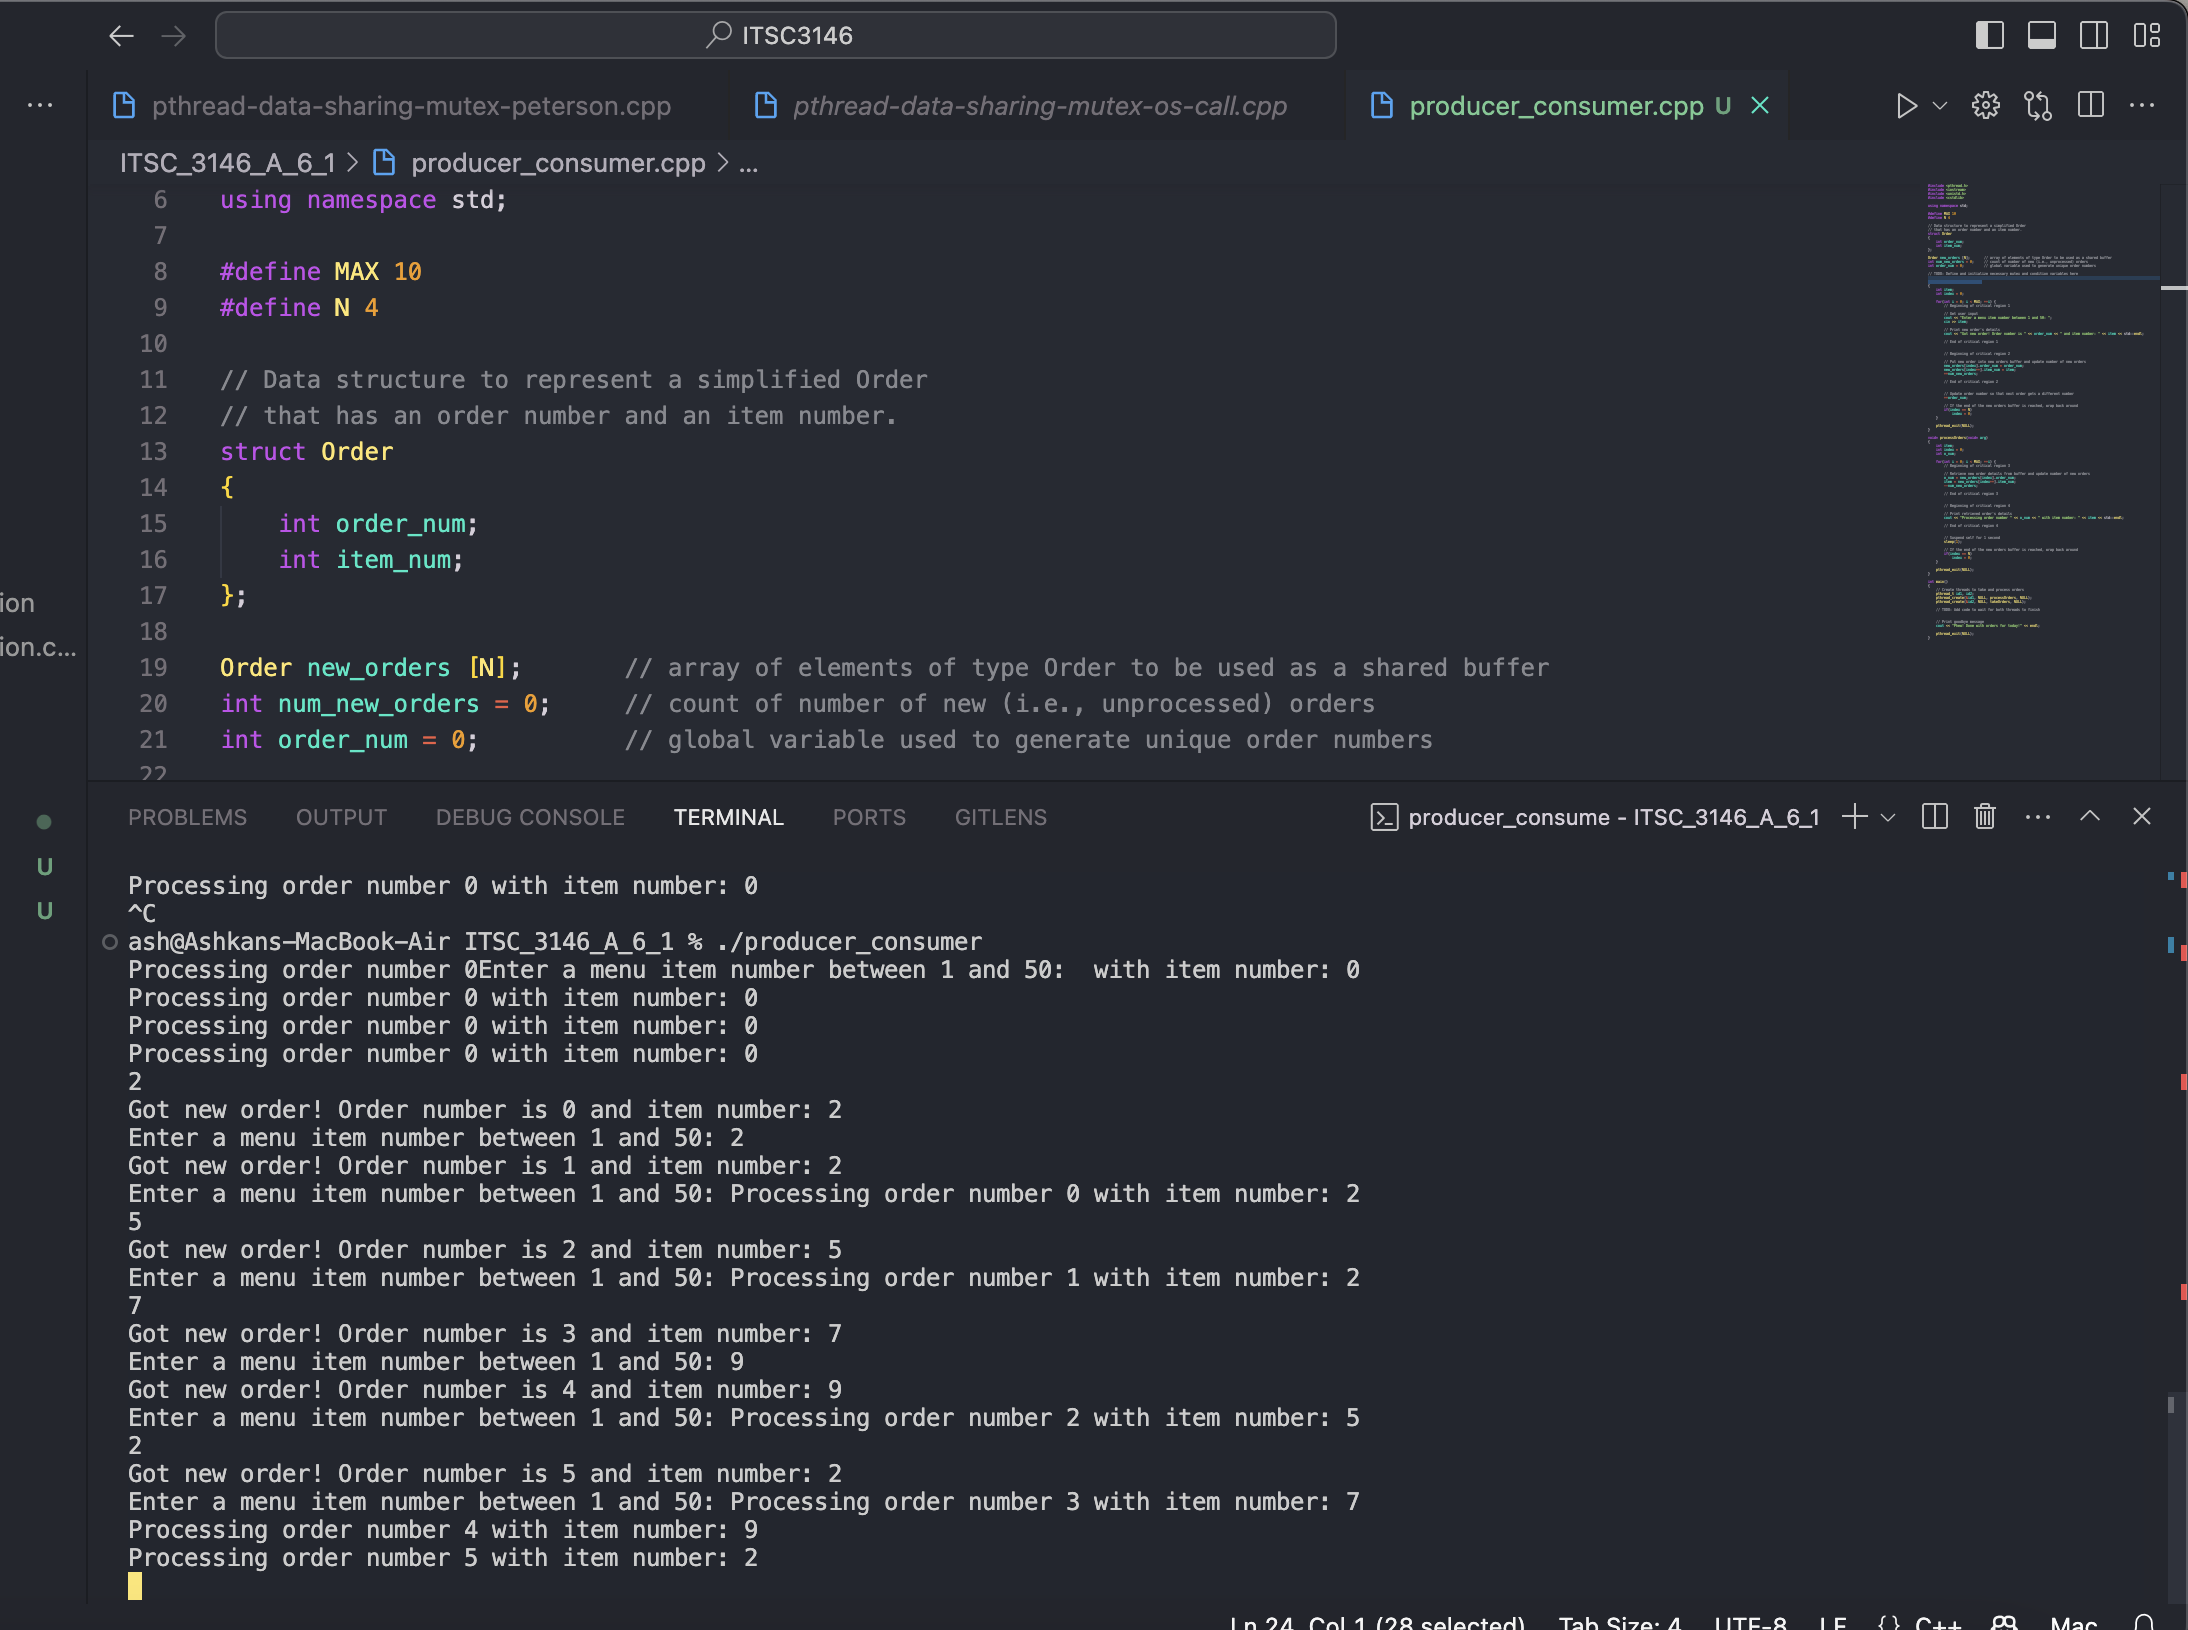 ITSC3146
pthread-data-sharing-mutex-peterson.cpp
pthread-data-sharing-mutex-os-call.cpp
producer_consumer.cpp U
ITSC_3146_A_6_1 > producer_consumer.cpp > ...
6 using namespace std;
7
8 #define MAX 10
9 #define N 4
10
11 // Data structure to represent a simplified Order
12 // that has an order number and an item number.
13 struct Order
14 {
15 int order_num;
16 int item_num;
17 };
18
19 Order new_orders [N]; // array of elements of type Order to be used as a shared buffer
20 int num_new_orders = 0; // count of number of new (i.e., unprocessed) orders
21 int order_num = 0; // global variable used to generate unique order numbers
22
ion
ion.c...
U
U
PROBLEMS OUTPUT DEBUG CONSOLE TERMINAL PORTS GITLENS
producer_consume - ITSC_3146_A_6_1
Processing order number 0 with item number: 0
^C
ash@Ashkans-MacBook-Air ITSC_3146_A_6_1 % ./producer_consumer
Processing order number 0Enter a menu item number between 1 and 50:  with item number: 0
Processing order number 0 with item number: 0
Processing order number 0 with item number: 0
Processing order number 0 with item number: 0
2
Got new order! Order number is 0 and item number: 2
Enter a menu item number between 1 and 50: 2
Got new order! Order number is 1 and item number: 2
Enter a menu item number between 1 and 50: Processing order number 0 with item number: 2
5
Got new order! Order number is 2 and item number: 5
Enter a menu item number between 1 and 50: Processing order number 1 with item number: 2
7
Got new order! Order number is 3 and item number: 7
Enter a menu item number between 1 and 50: 9
Got new order! Order number is 4 and item number: 9
Enter a menu item number between 1 and 50: Processing order number 2 with item number: 5
2
Got new order! Order number is 5 and item number: 2
Enter a menu item number between 1 and 50: Processing order number 3 with item number: 7
Processing order number 4 with item number: 9
Processing order number 5 with item number: 2
Ln 24, Col 1 (28 selected) Tab Size: 4 UTF-8 LF {} C++ Mac